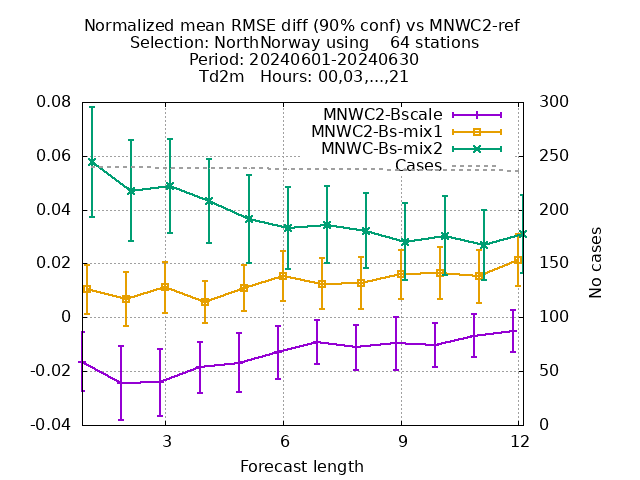 Normalized mean RMSE diff (90% conf) vs MNWC2-ref
Selection: NorthNorway using    64 stations
Period: 20240601-20240630
Td2m   Hours: 00,03,...,21
MNWC2-Bscale
MNWC2-Bs-mix1
MNWC-Bs-mix2
Cases
0.08
0.06
0.04
0.02
0
-0.02
-0.04
300
250
200
150
100
50
0
No cases
3
6
9
12
Forecast length